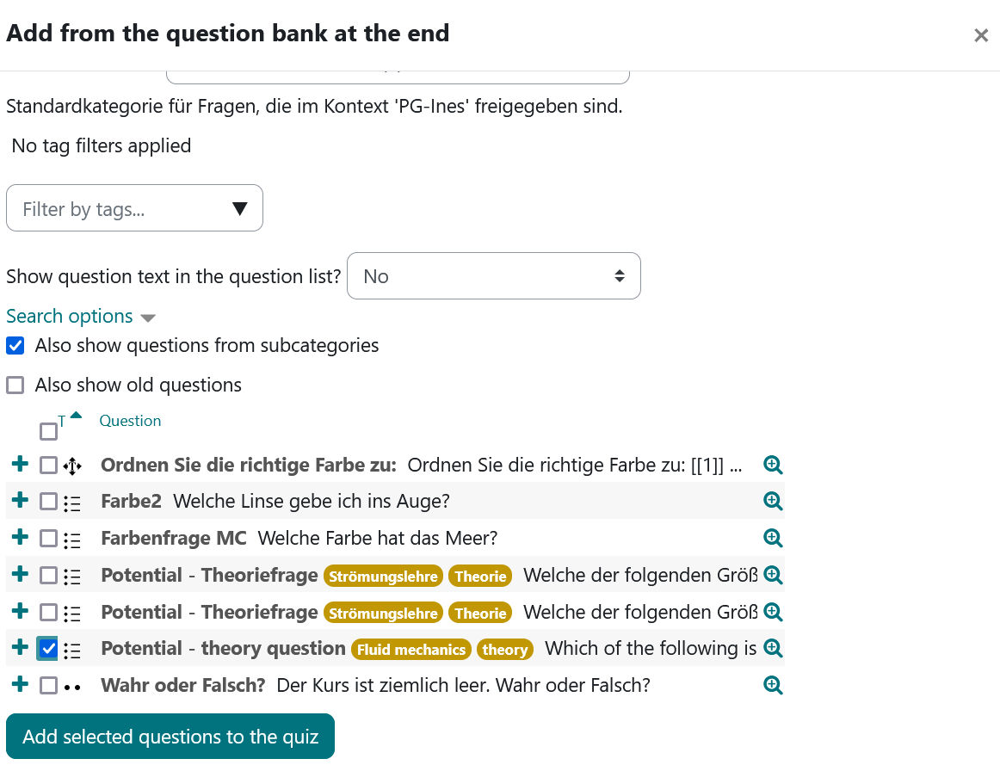 Add from the question bank at the end
Standardkategorie für Fragen, die im Kontext 'PG-Ines' freigegeben sind.
No tag filters applied
Filter by tags...
Show question text in the question list? No
Search options
Also show questions from subcategories
Also show old questions
T Question
Ordnen Sie die richtige Farbe zu: Ordnen Sie die richtige Farbe zu: [[1]] ...
Farbe2 Welche Linse gebe ich ins Auge?
Farbenfrage MC Welche Farbe hat das Meer?
Potential - Theoriefrage Strömungslehre Theorie Welche der folgenden Größ
Potential - Theoriefrage Strömungslehre Theorie Welche der folgenden Größ
Potential - theory question Fluid mechanics theory Which of the following is
Wahr oder Falsch? Der Kurs ist ziemlich leer. Wahr oder Falsch?
Add selected questions to the quiz